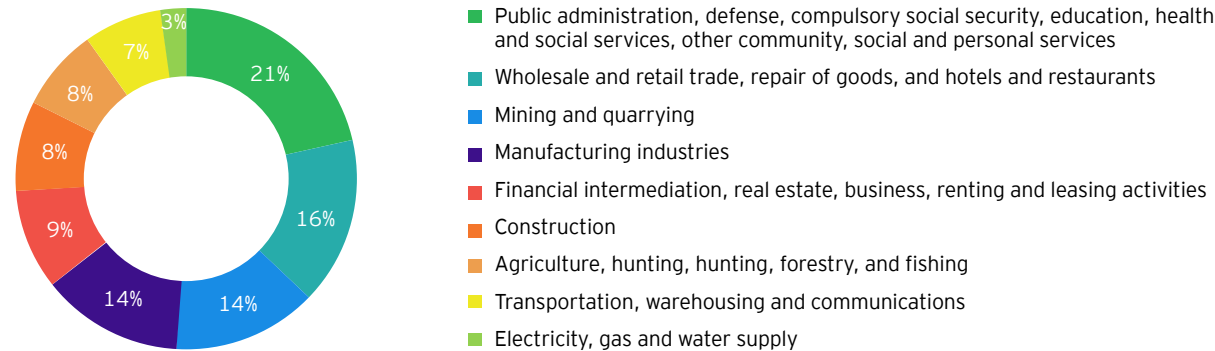 3%
7%
21%
8%
8%
16%
9%
14%
14%
Public administration, defense, compulsory social security, education, health
and social services, other community, social and personal services
Wholesale and retail trade, repair of goods, and hotels and restaurants
Mining and quarrying
Manufacturing industries
Financial intermediation, real estate, business, renting and leasing activities
Construction
Agriculture, hunting, hunting, forestry, and fishing
Transportation, warehousing and communications
Electricity, gas and water supply